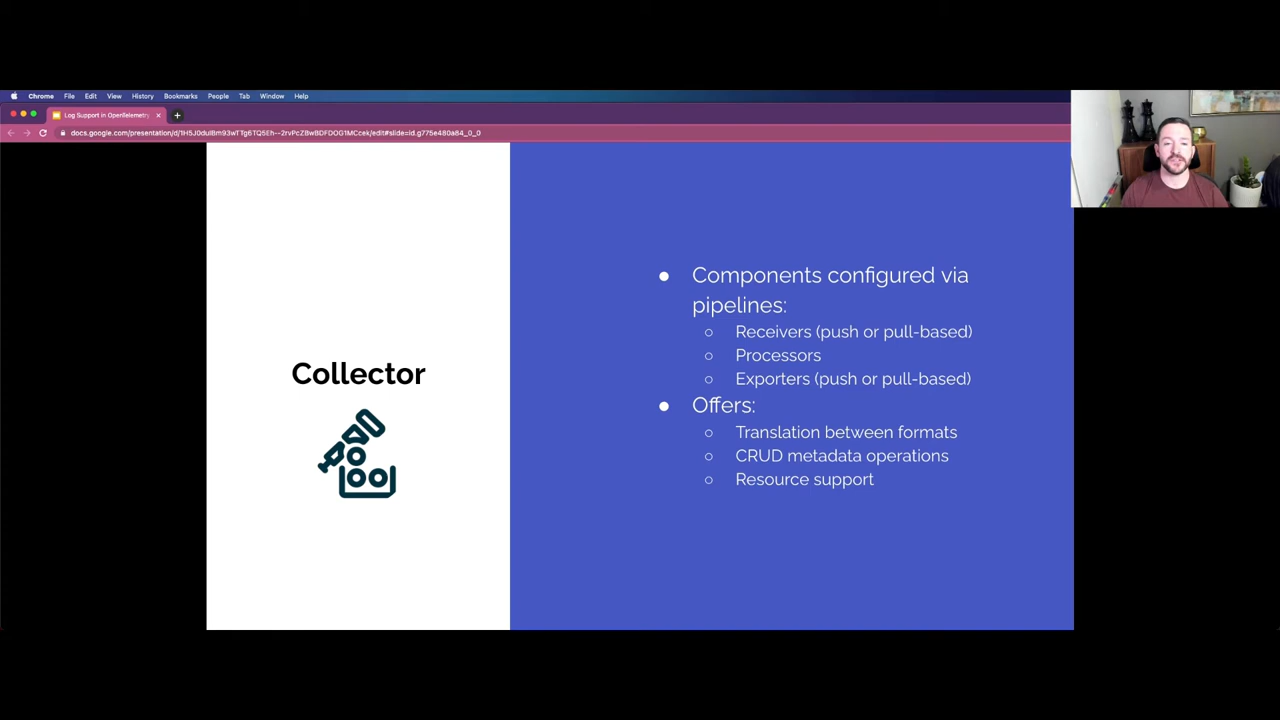 Chrome File Edit View History Bookmarks People Tab Window Help
Log Support in OpenTelemetry
Collector
● Components configured via
pipelines:
○ Receivers (push or pull-based)
○ Processors
○ Exporters (push or pull-based)
● Offers:
○ Translation between formats
○ CRUD metadata operations
○ Resource support